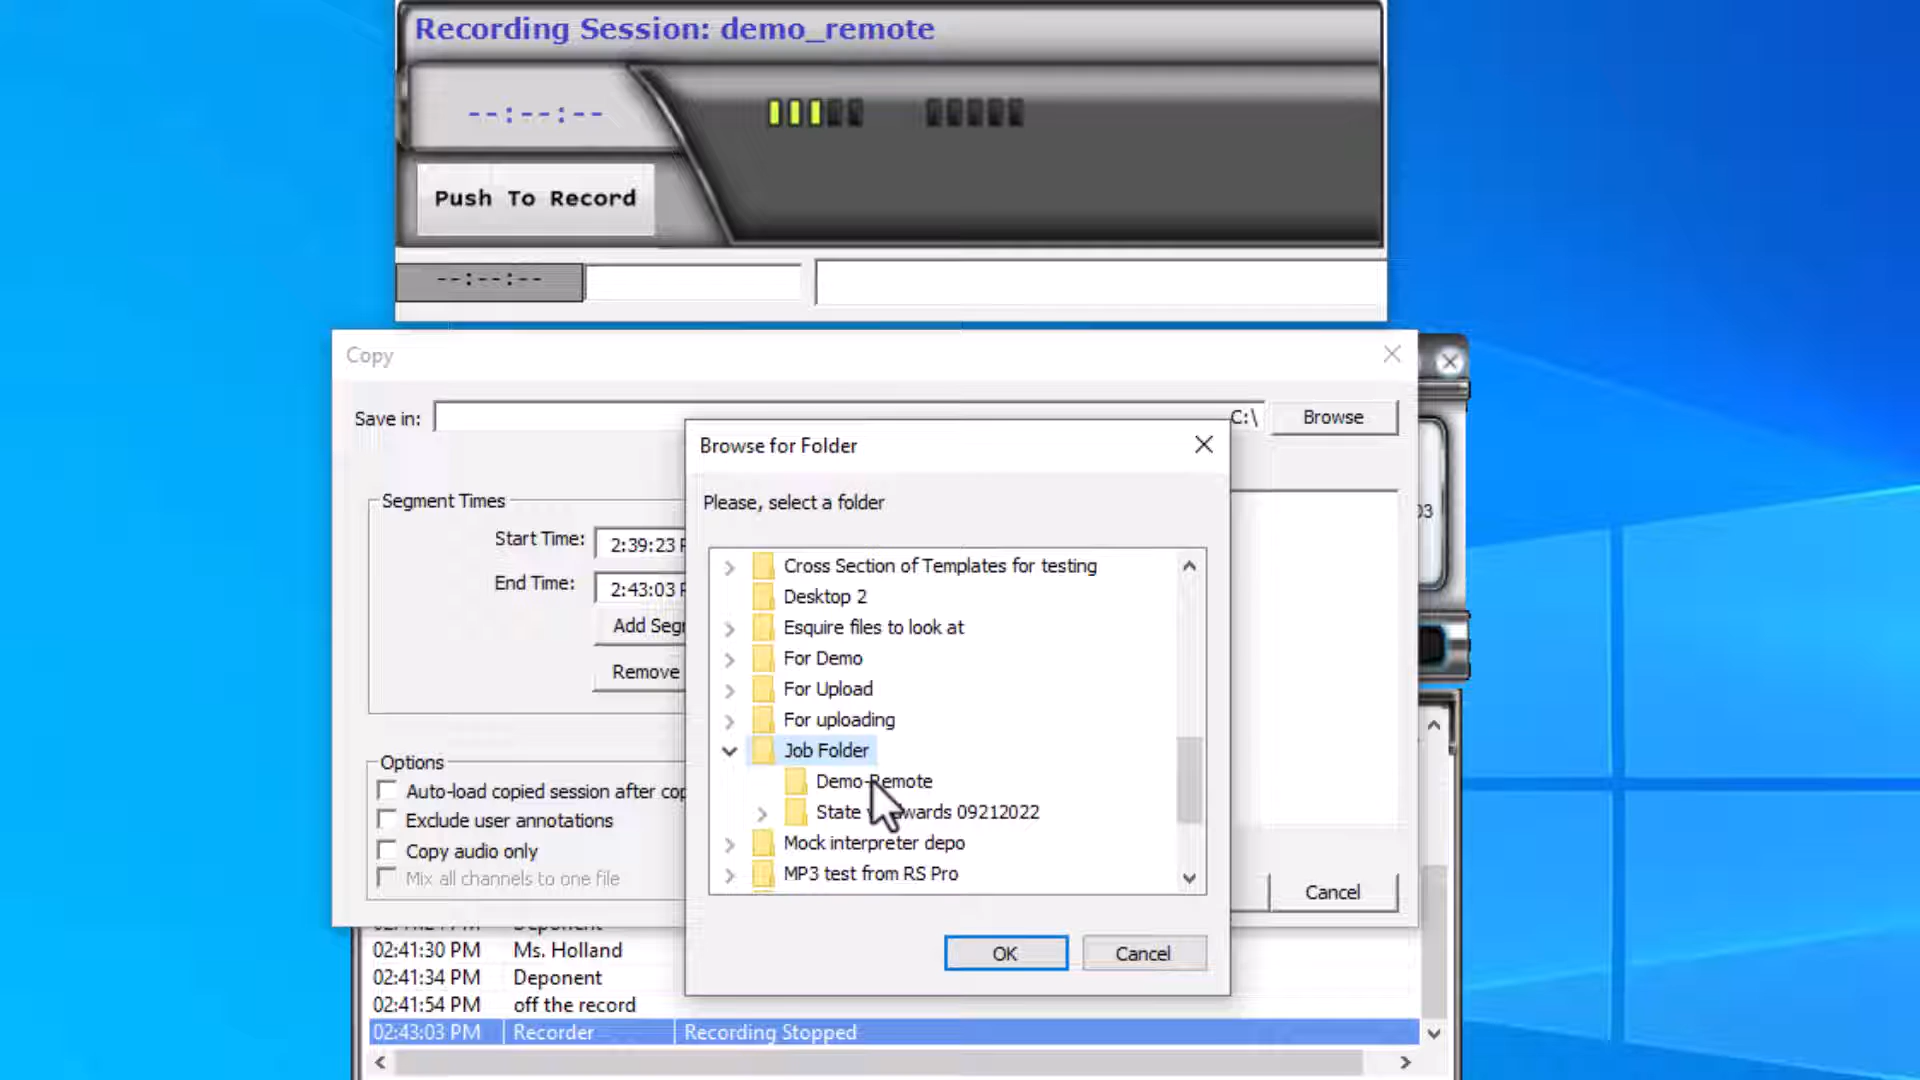 Recording Session: demo_remote
--:--:--
Push To Record
--:--:--
Copy
Save in:
C:\
Browse
Browse for Folder
Please, select a folder
Segment Times
Start Time:
2:39:23
End Time:
2:43:03
Add
Remove
Cross Section of Templates for testing
Desktop 2
Esquire files to look at
For Demo
For Upload
For uploading
Job Folder
Demo-Remote
State 09212022
Mock interpreter depo
MP3 test from RS Pro
03
Options
Auto-load copied session after
Exclude user annotations
Copy audio only
Mix all channels to one file
OK
Cancel
Cancel
02:41:30 PM Ms. Holland
02:41:34 PM Deponent
02:41:54 PM off the record
02:43:03 PM Recorder Recording Stopped